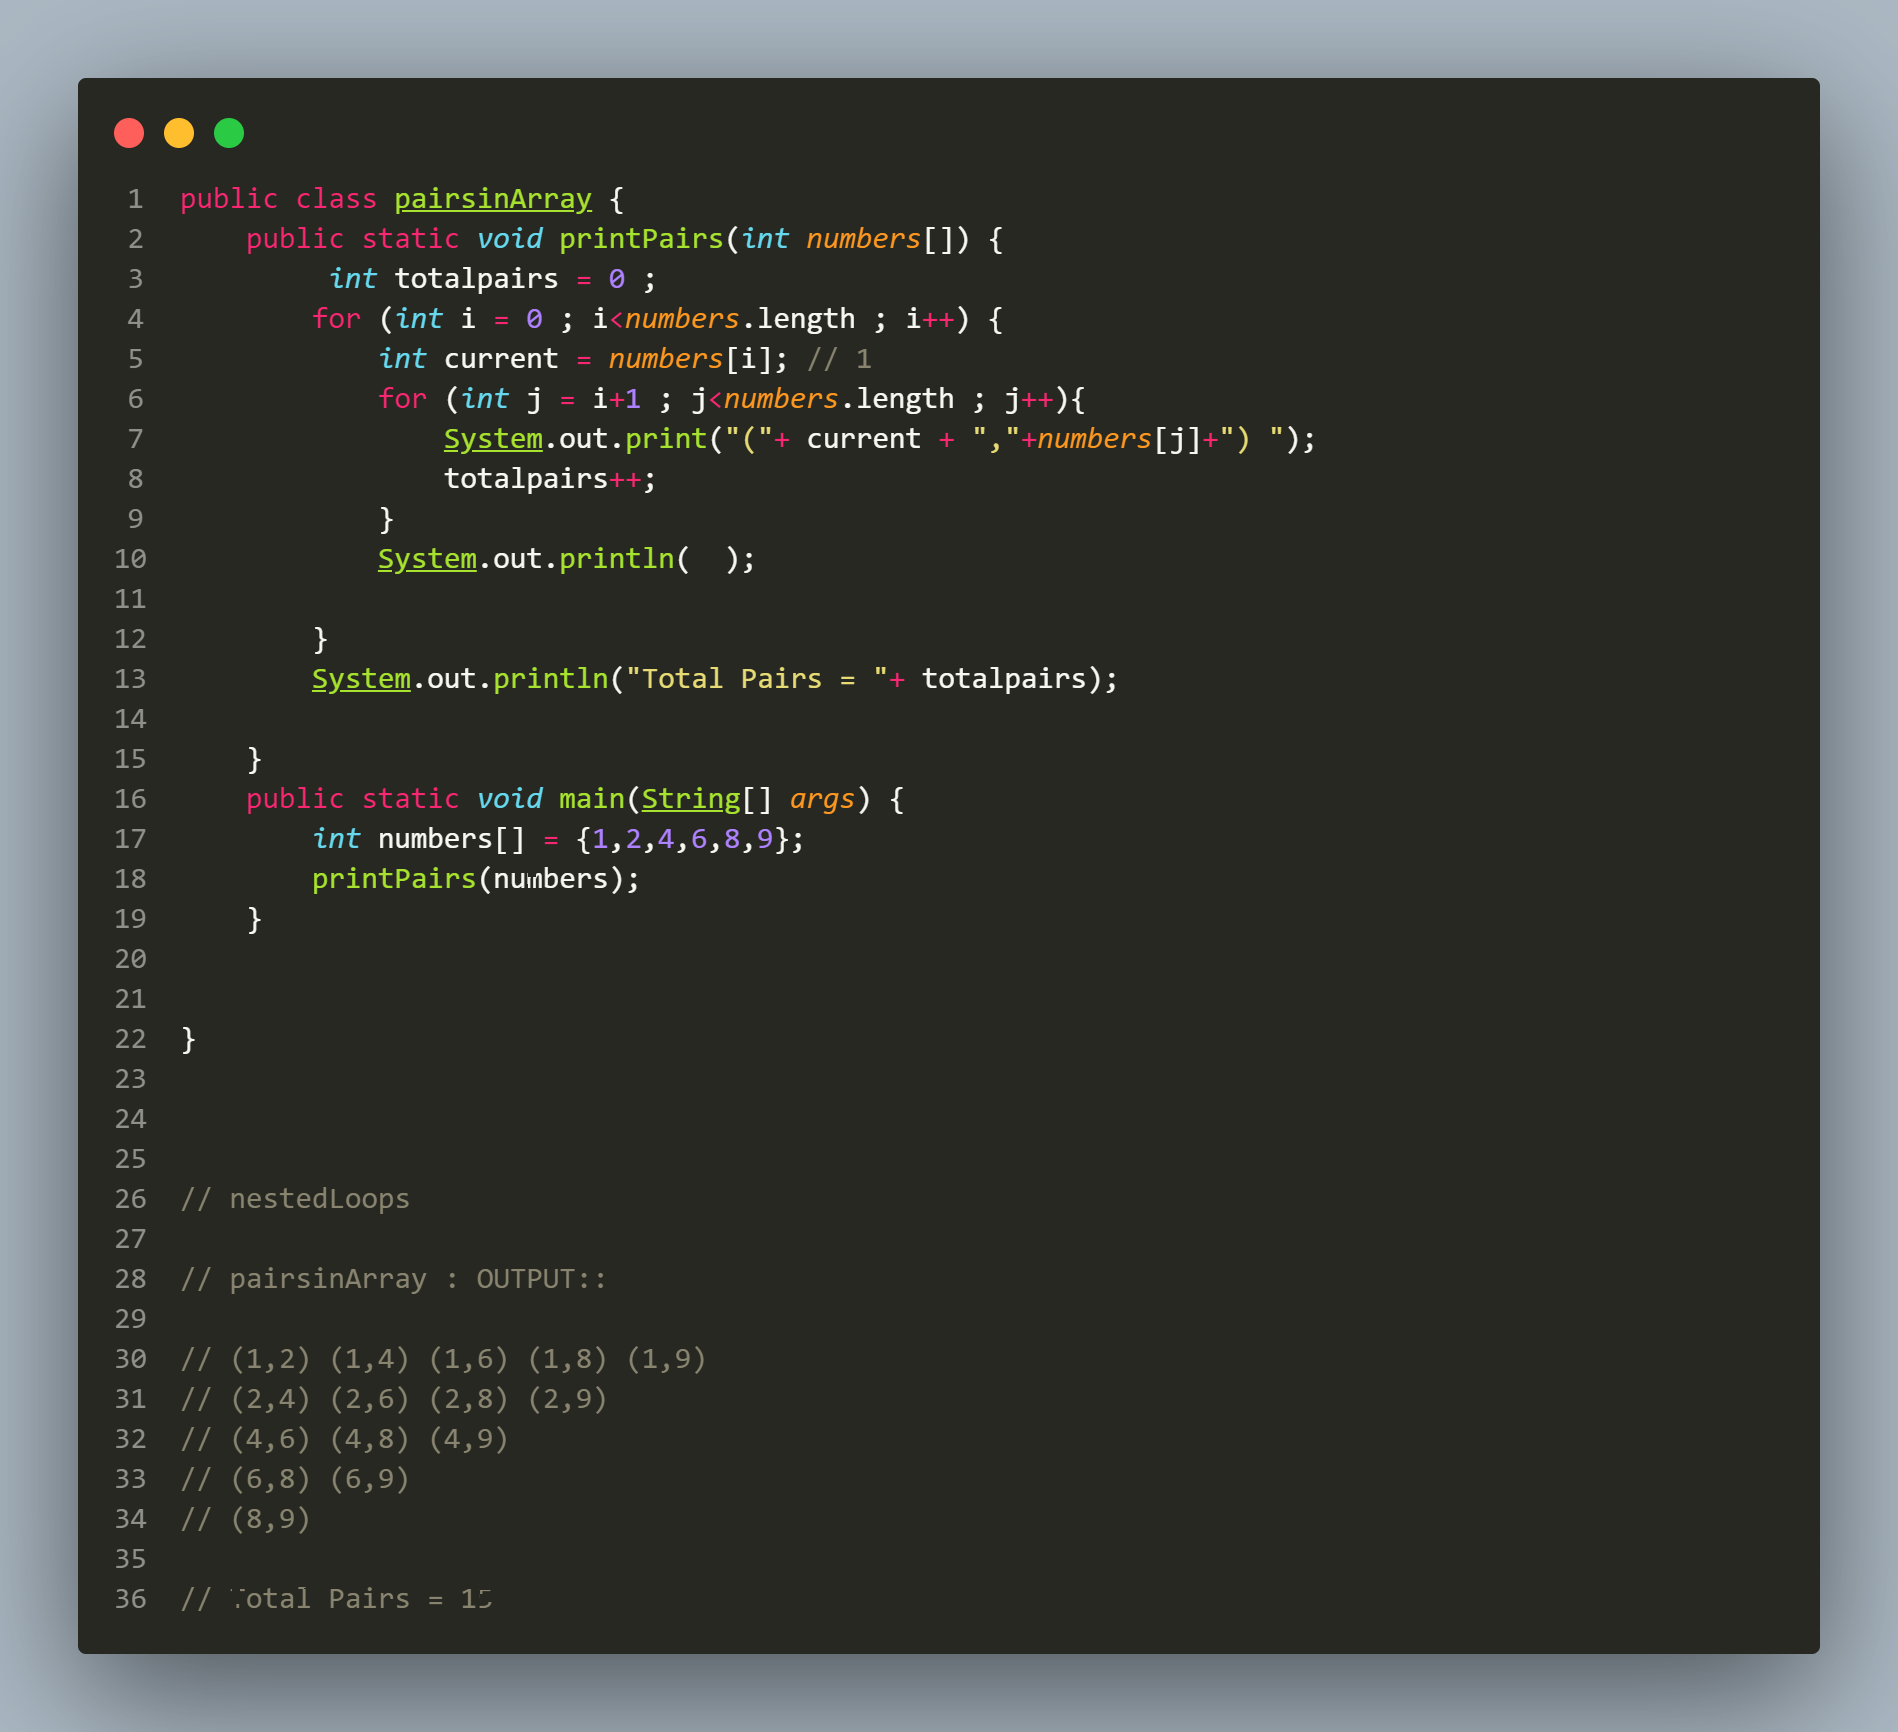 1 public class pairsinArray {
2     public static void printPairs(int numbers[]) {
3          int totalpairs = 0 ;
4         for (int i = 0 ; i<numbers.length ; i++) {
5             int current = numbers[i]; // 1
6             for (int j = i+1 ; j<numbers.length ; j++){
7                 System.out.print("("+ current + ","+numbers[j]+") ");
8                 totalpairs++;
9             }
10             System.out.println(  );
11
12         }
13         System.out.println("Total Pairs = "+ totalpairs);
14
15     }
16     public static void main(String[] args) {
17         int numbers[] = {1,2,4,6,8,9};
18         printPairs(numbers);
19     }
20
21
22 }
23
24
25
26 // nestedLoops
27
28 // pairsinArray : OUTPUT::
29
30 // (1,2) (1,4) (1,6) (1,8) (1,9)
31 // (2,4) (2,6) (2,8) (2,9)
32 // (4,6) (4,8) (4,9)
33 // (6,8) (6,9)
34 // (8,9)
35
36 // Total Pairs = 15